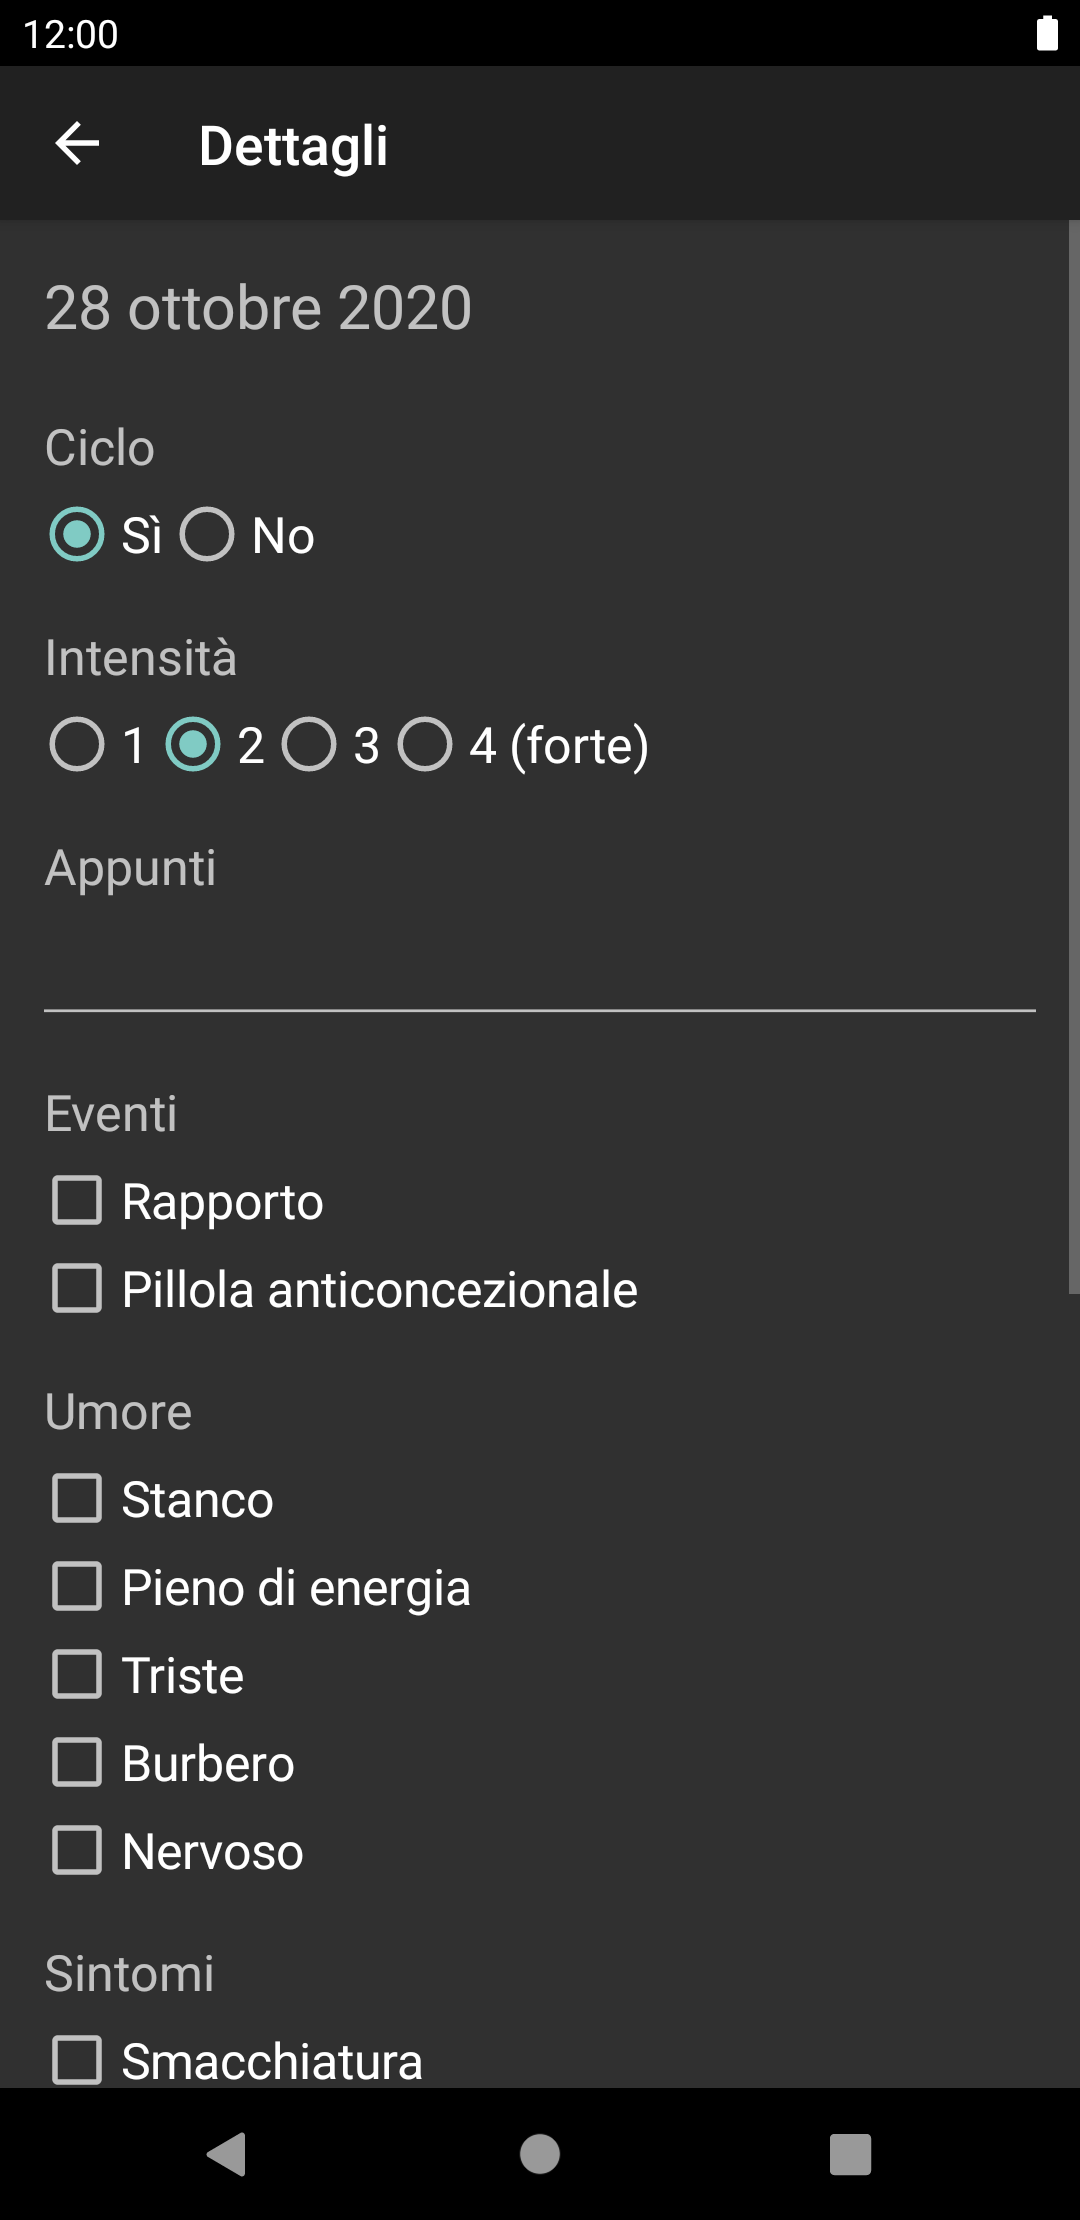 12:00
Dettagli
28 ottobre 2020
Ciclo
Sì No
Intensità
1 2 3 4 (forte)
Appunti
Eventi
Rapporto
Pillola anticoncezionale
Umore
Stanco
Pieno di energia
Triste
Burbero
Nervoso
Sintomi
Smacchiatura